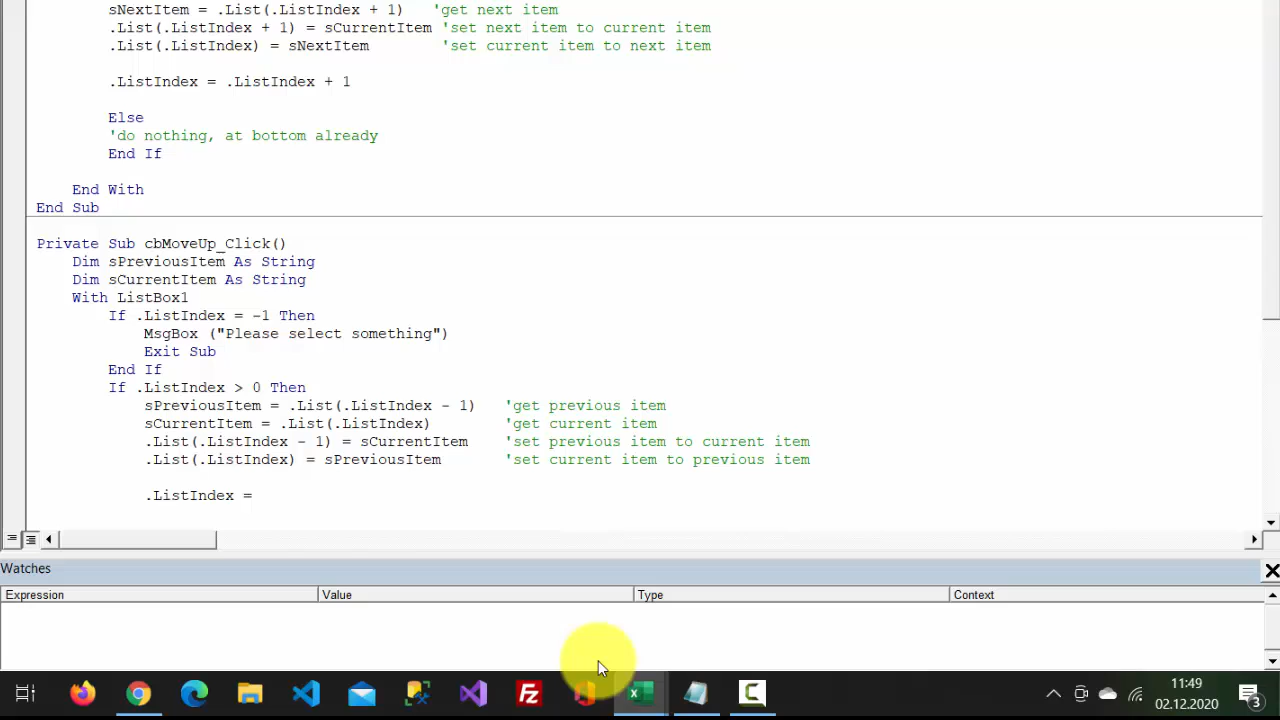 sNextItem = .List(.ListIndex + 1) 'get next item
.List(.ListIndex + 1) = sCurrentItem 'set next item to current item
.List(.ListIndex) = sNextItem 'set current item to next item
.ListIndex = .ListIndex + 1
Else
'do nothing, at bottom already
End If
End With
End Sub
Private Sub cbMoveUp_Click()
Dim sPreviousItem As String
Dim sCurrentItem As String
With ListBox1
If .ListIndex = -1 Then
MsgBox ("Please select something")
Exit Sub
End If
If .ListIndex > 0 Then
sPreviousItem = .List(.ListIndex - 1) 'get previous item
sCurrentItem = .List(.ListIndex) 'get current item
.List(.ListIndex - 1) = sCurrentItem 'set previous item to current item
.List(.ListIndex) = sPreviousItem 'set current item to previous item
.ListIndex =
Watches
Expression Value Type Context
11:49
02.12.2020
3